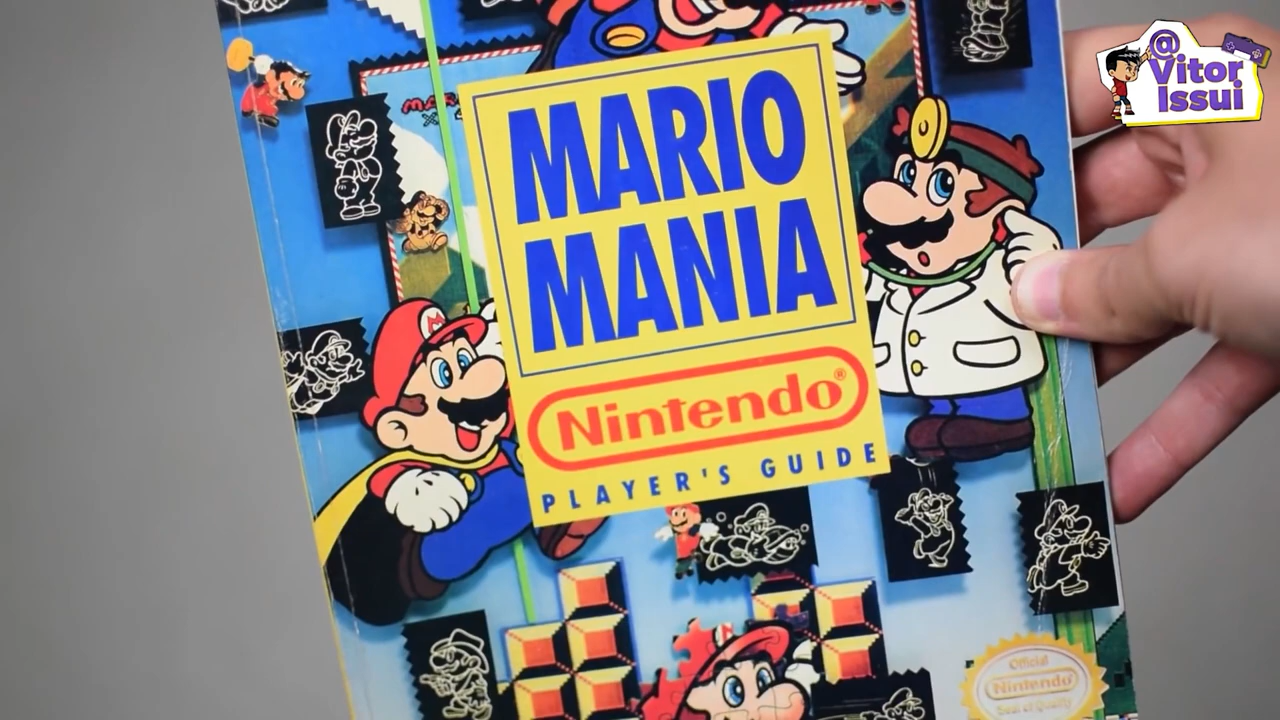 @
Vitor
Issui
MARIO
MANIA
Nintendo®
PLAYER'S GUIDE
M
Official
Nintendo
Seal of Quality